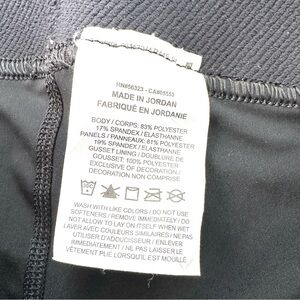 RN#56323 - CA#05553
MADE IN JORDAN
FABRIQUÉ EN JORDANIE
BODY / CORPS: 83% POLYESTER
17% SPANDEX / ELASTHANNE
PANELS / PANNEAUX: 81% POLYESTER
19% SPANDEX / ELASTHANNE
GUSSET LINING / DOUBLURE DE
GOUSSET: 100% POLYESTER
EXCLUSIVE OF DECORATION /
DECORATION NON COMPRISE
WASH WITH LIKE COLORS / DO NOT USE
SOFTENERS / REMOVE IMMEDIATELY / DO
NOT ALLOW TO LAY ON ITSELF WHEN WET
LAVER AVEC COULEURS SIMILAIRES / NE PAS
UTILISER D'ADOUCISSEUR / ENLEVER
IMMÉDIATEMENT / NE PAS LAISSER LE
VÊTEMENT PLIÉ LORSQU'IL EST MOUILLÉ